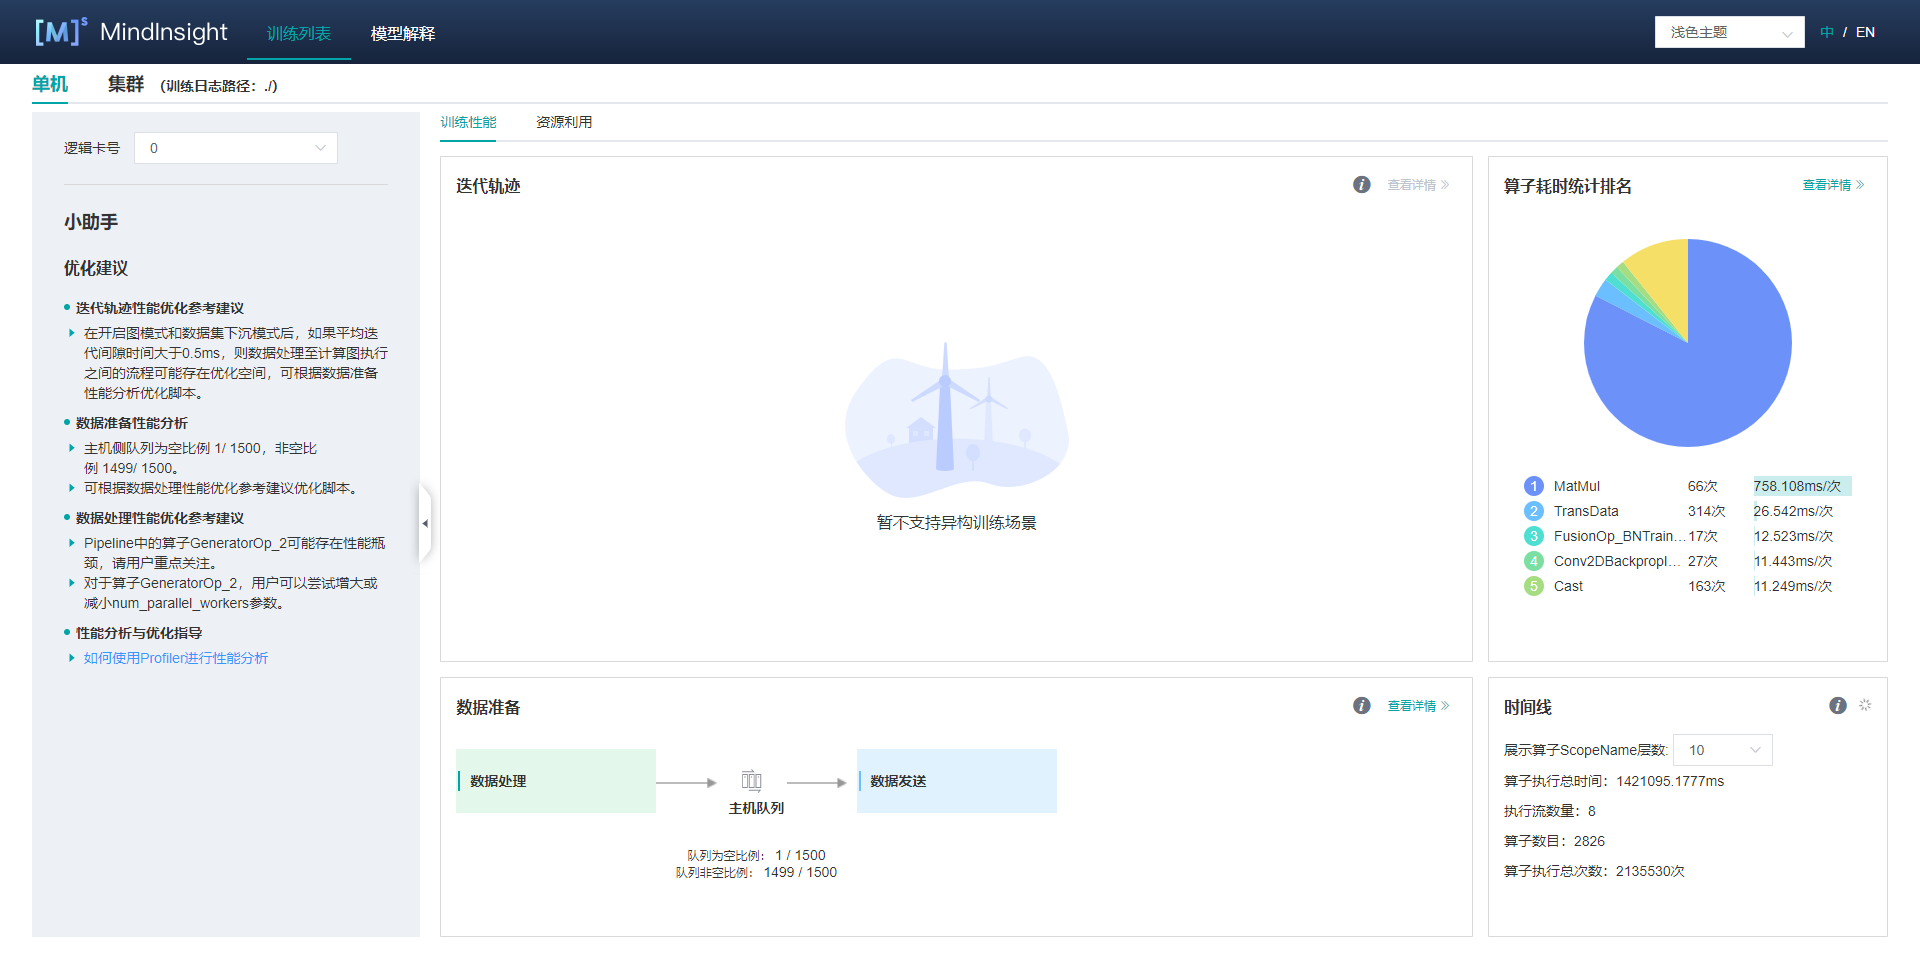 [M]s MindInsight 训练列表 模型解释 浅色主题 中 / EN
单机 集群 (训练日志路径：./)
逻辑卡号 0
小助手
优化建议
迭代轨迹性能优化参考建议
在开启图模式和数据集下沉模式后，如果平均迭
代间隙时间大于0.5ms，则数据处理至计算图执行
之间的流程可能存在优化空间，可根据数据准备
性能分析优化脚本。
数据准备性能分析
主机侧队列为空比例 1/ 1500，非空比
例 1499/ 1500。
可根据数据处理性能优化参考建议优化脚本。
数据处理性能优化参考建议
Pipeline中的算子GeneratorOp_2可能存在性能瓶
颈，请用户重点关注。
对于算子GeneratorOp_2，用户可以尝试增大或
减小num_parallel_workers参数。
性能分析与优化指导
如何使用Profiler进行性能分析
训练性能 资源利用
迭代轨迹 i 查看详情
暂不支持异构训练场景
算子耗时统计排名 查看详情
1 MatMul 66次 758.108ms/次
2 TransData 314次 26.542ms/次
3 FusionOp_BNTrain... 17次 12.523ms/次
4 Conv2DBackpropI... 27次 11.443ms/次
5 Cast 163次 11.249ms/次
数据准备 i 查看详情
数据处理 主机队列 数据发送
队列为空比例： 1 / 1500
队列非空比例： 1499 / 1500
时间线 i
展示算子ScopeName层数: 10
算子执行总时间：1421095.1777ms
执行流数量：8
算子数目：2826
算子执行总次数：2135530次